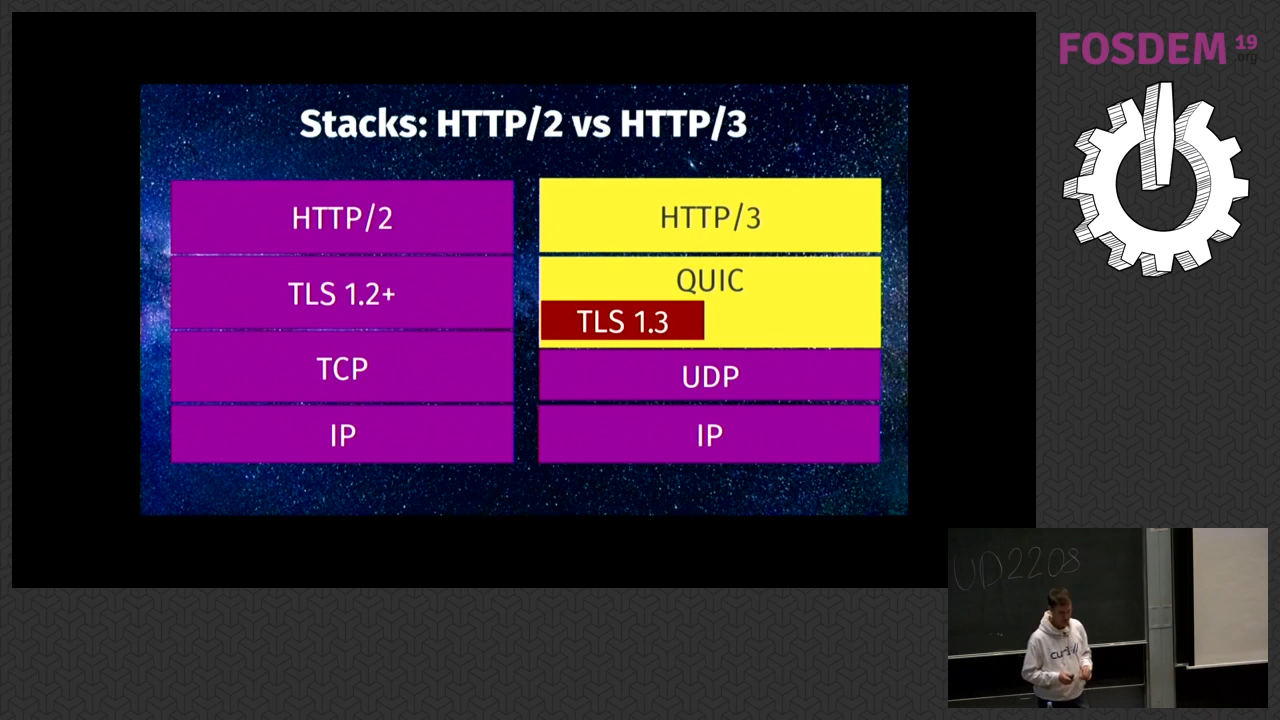 FOSDEM 19
.org
Stacks: HTTP/2 vs HTTP/3
HTTP/2
TLS 1.2+
TCP
IP
HTTP/3
QUIC
TLS 1.3
UDP
IP
UD2208
curl://